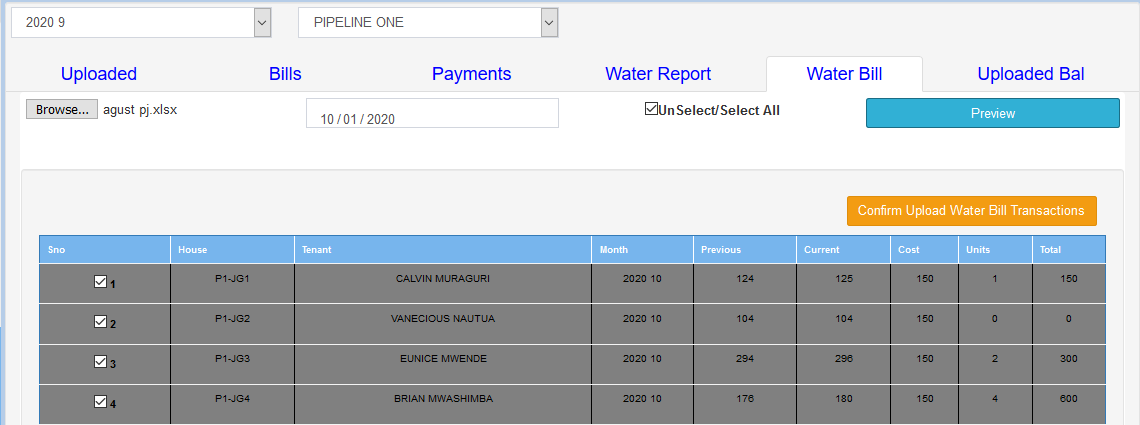 2020 9 PIPELINE ONE
Uploaded Bills Payments Water Report Water Bill Uploaded Bal
Browse... agust pj.xlsx 10 / 01 / 2020 UnSelect/Select All Preview
Confirm Upload Water Bill Transactions
Sno House Tenant Month Previous Current Cost Units Total
1 P1-JG1 CALVIN MURAGURI 2020 10 124 125 150 1 150
2 P1-JG2 VANECIOUS NAUTUA 2020 10 104 104 150 0 0
3 P1-JG3 EUNICE MWENDE 2020 10 294 296 150 2 300
4 P1-JG4 BRIAN MWASHIMBA 2020 10 176 180 150 4 600